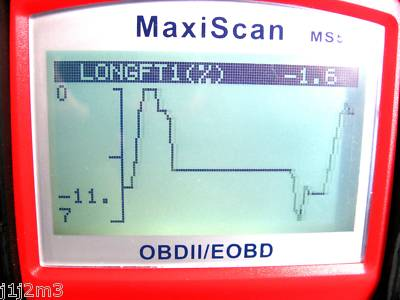 MaxiScan MS5
LONGFT1(%) -1.6
0
-11.
7
OBDII/EOBD
j1j2m3